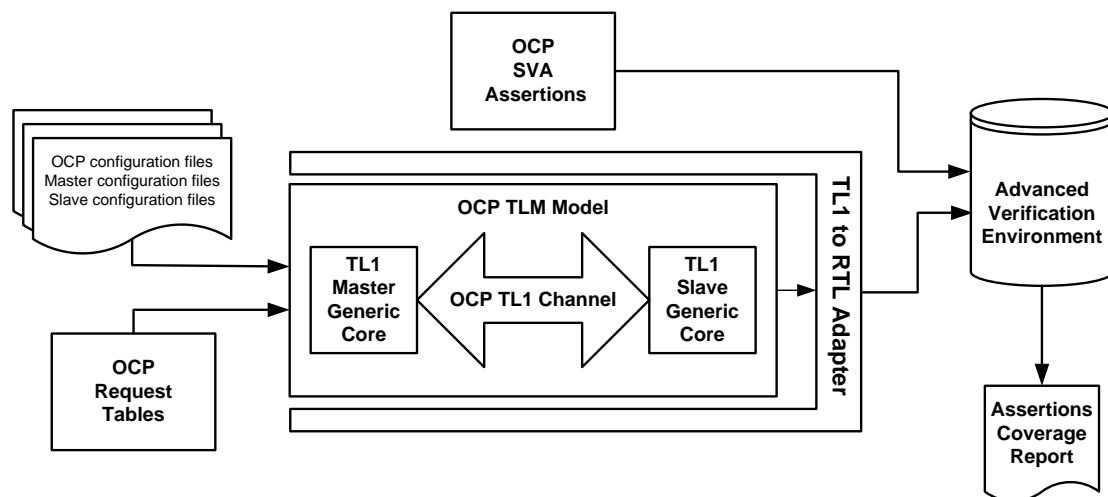 OCP
SVA
Assertions
OCP configuration files
Master configuration files
Slave configuration files
OCP TLM Model
TL1
Master
Generic
Core
OCP TL1 Channel
TL1
Slave
Generic
Core
TL1 to RTL Adapter
Advanced
Verification
Environment
OCP
Request
Tables
Assertions
Coverage
Report